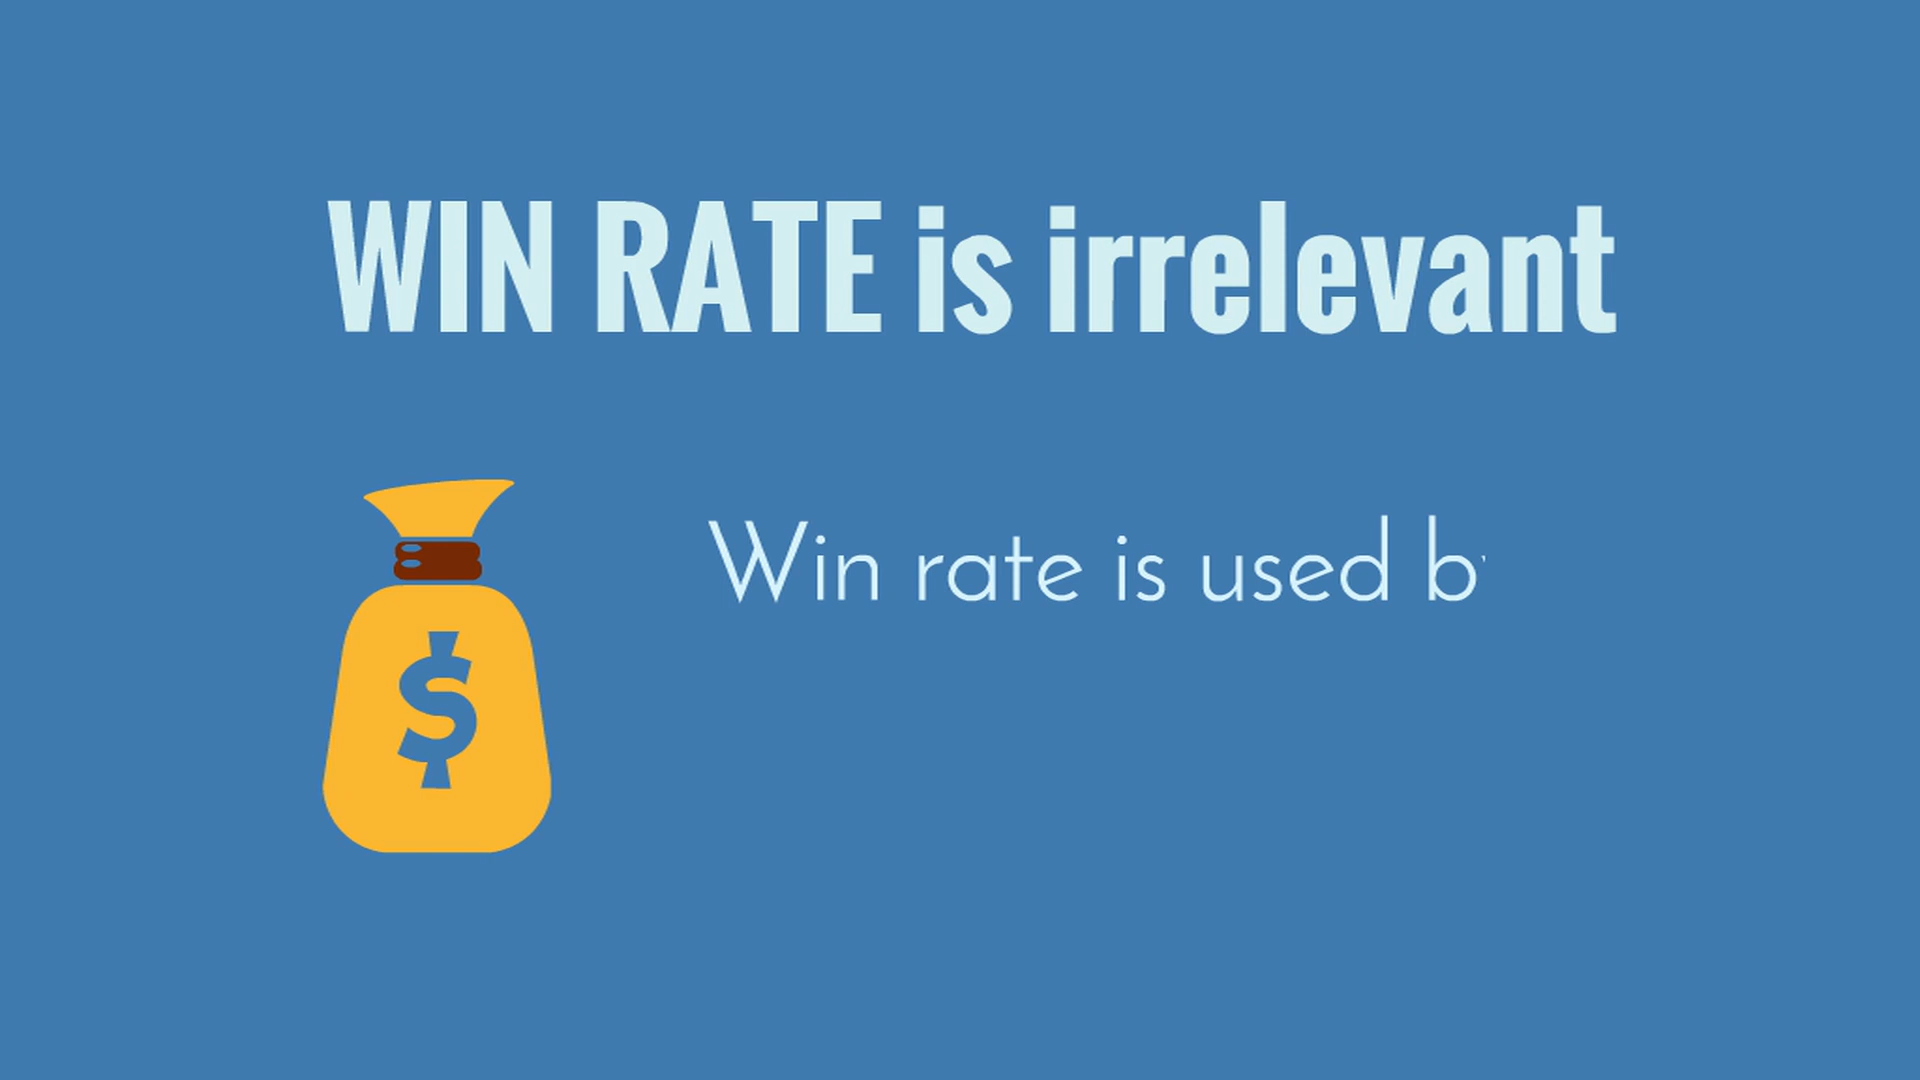 WIN RATE is irrelevant
Win rate is used
$